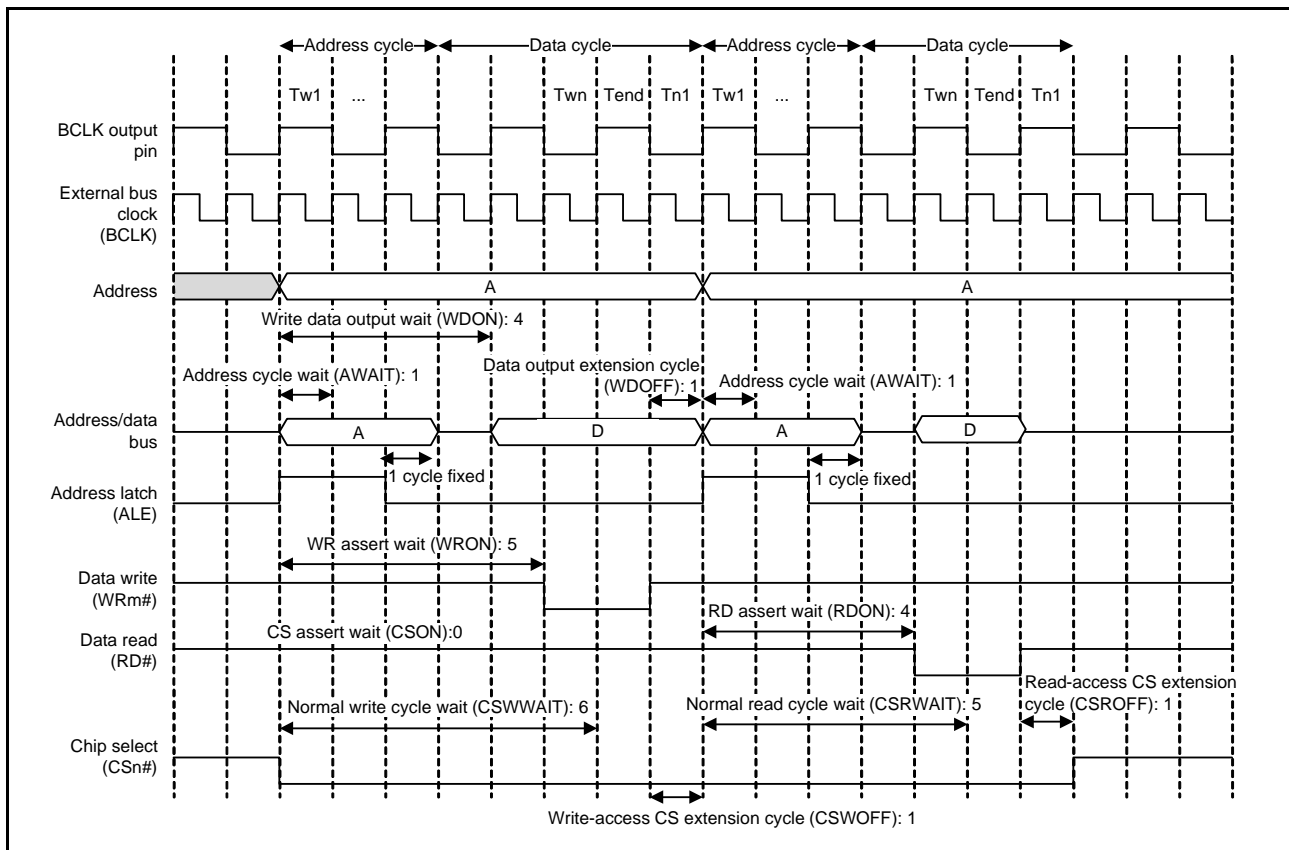 Address cycle
Data cycle
Address cycle
Data cycle
Tw1
...
Twn
Tend
Tn1
Tw1
...
Twn
Tend
Tn1
BCLK output
pin
External bus
clock
(BCLK)
Address
A
A
Write data output wait (WDON): 4
Data output extension cycle
(WDOFF): 1
Address cycle wait (AWAIT): 1
Address cycle wait (AWAIT): 1
Address/data
bus
A
D
A
D
1 cycle fixed
1 cycle fixed
Address latch
(ALE)
WR assert wait (WRON): 5
Data write
(WRm#)
RD assert wait (RDON): 4
CS assert wait (CSON):0
Data read
(RD#)
Read-access CS extension
cycle (CSROFF): 1
Normal write cycle wait (CSWWAIT): 6
Normal read cycle wait (CSRWAIT): 5
Chip select
(CSn#)
Write-access CS extension cycle (CSWOFF): 1